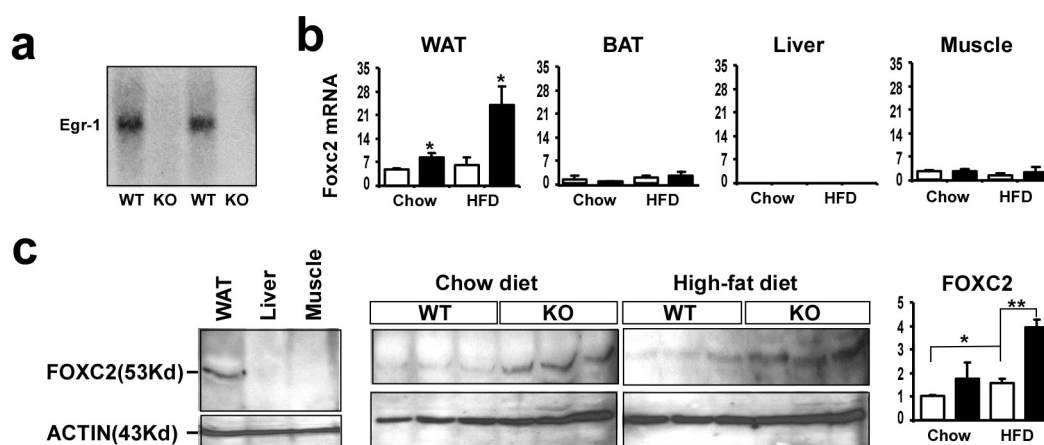 a
Egr-1
WT KO WT KO
b
WAT BAT Liver Muscle
Foxc2 mRNA
35 35 35 35
28 28 28 28
21 21 21 21
14 14 14 14
7 7 7 7
0 0 0 0
* *
Chow HFD Chow HFD Chow HFD Chow HFD
c
WAT Liver Muscle
FOXC2(53Kd)
ACTIN(43Kd)
Chow diet High-fat diet
WT KO WT KO
FOXC2
5
4
3
2
1
0
* **
Chow HFD